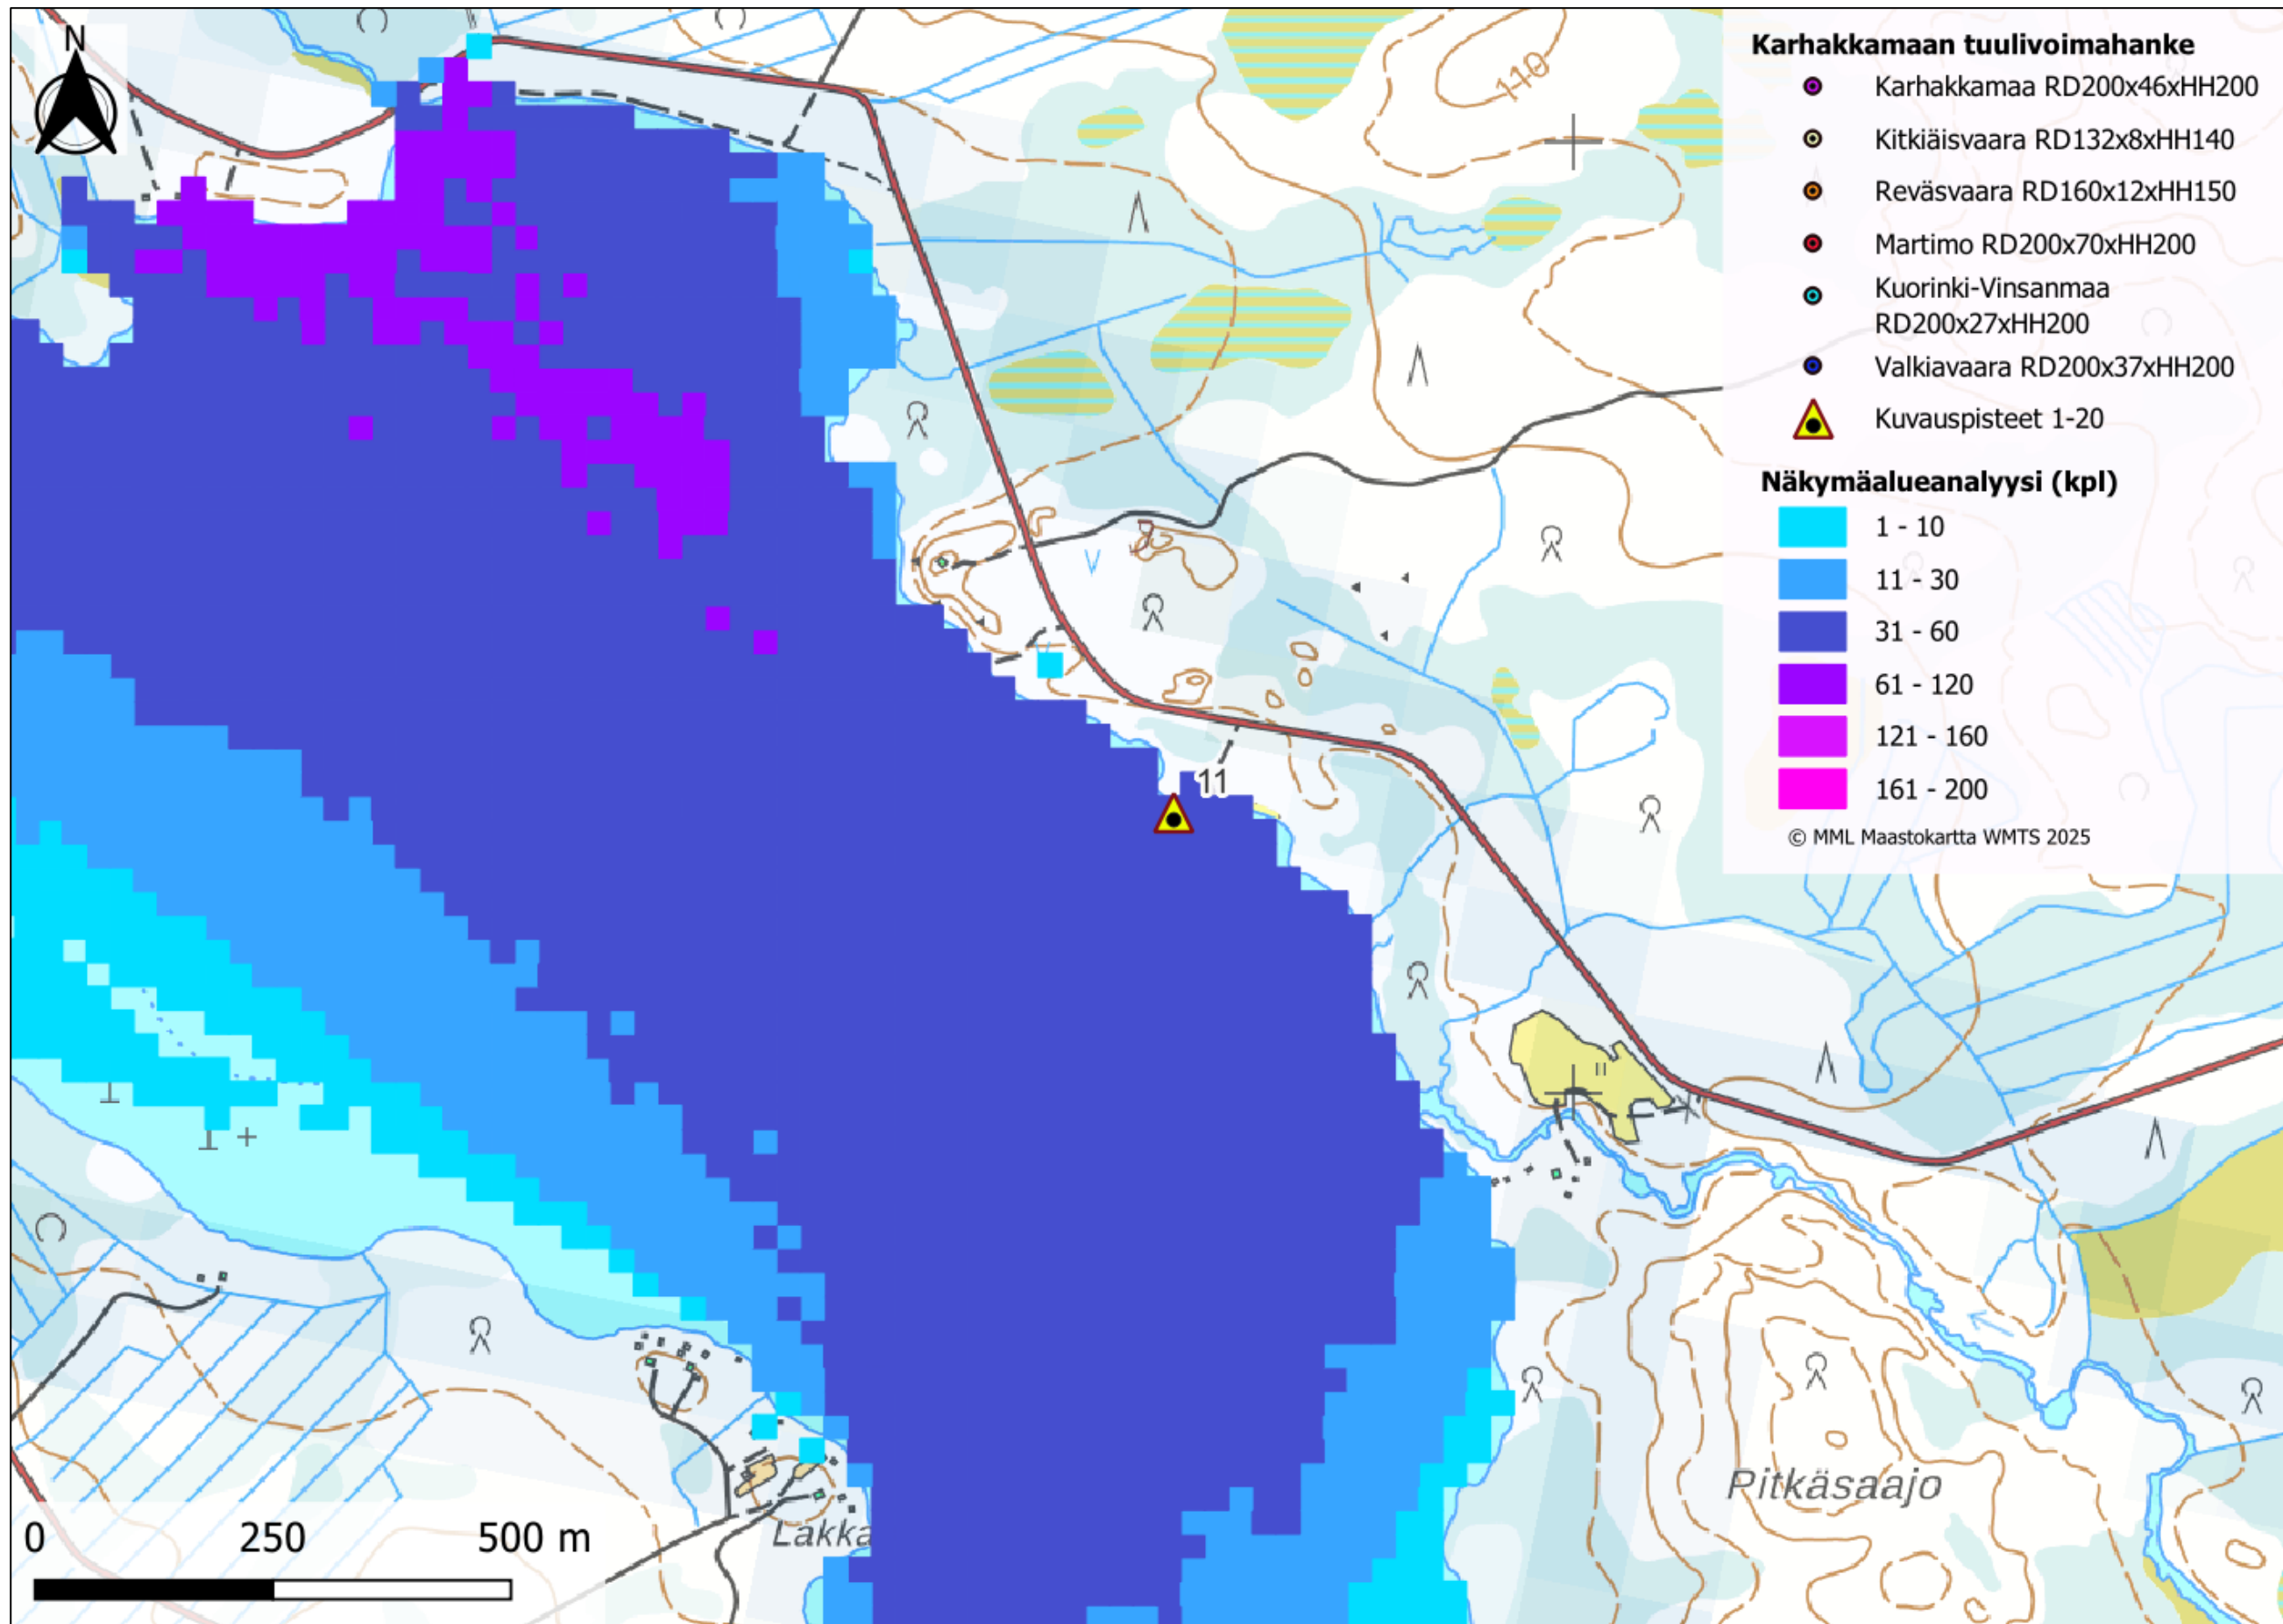 N
110
11
Pitkäsaajo
Lakka
0 250 500 m
Karhakkamaan tuulivoimahanke
Karhakkamaa RD200x46xHH200
Kitkiäisvaara RD132x8xHH140
Reväsvaara RD160x12xHH150
Martimo RD200x70xHH200
Kuorinki-Vinsanmaa
RD200x27xHH200
Valkiavaara RD200x37xHH200
Kuvauspisteet 1-20
Näkymäalueanalyysi (kpl)
1 - 10
11 - 30
31 - 60
61 - 120
121 - 160
161 - 200
© MML Maastokartta WMTS 2025